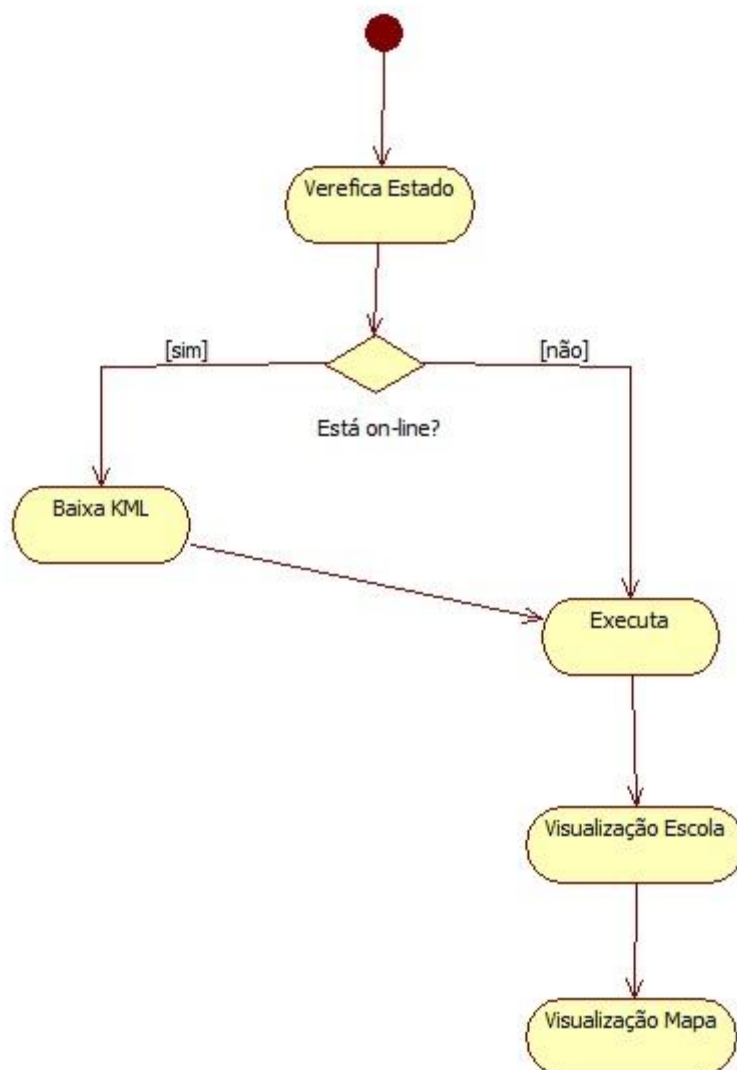 Verefica Estado
[sim]
[não]
Está on-line?
Baixa KML
Executa
Visualização Escola
Visualização Mapa